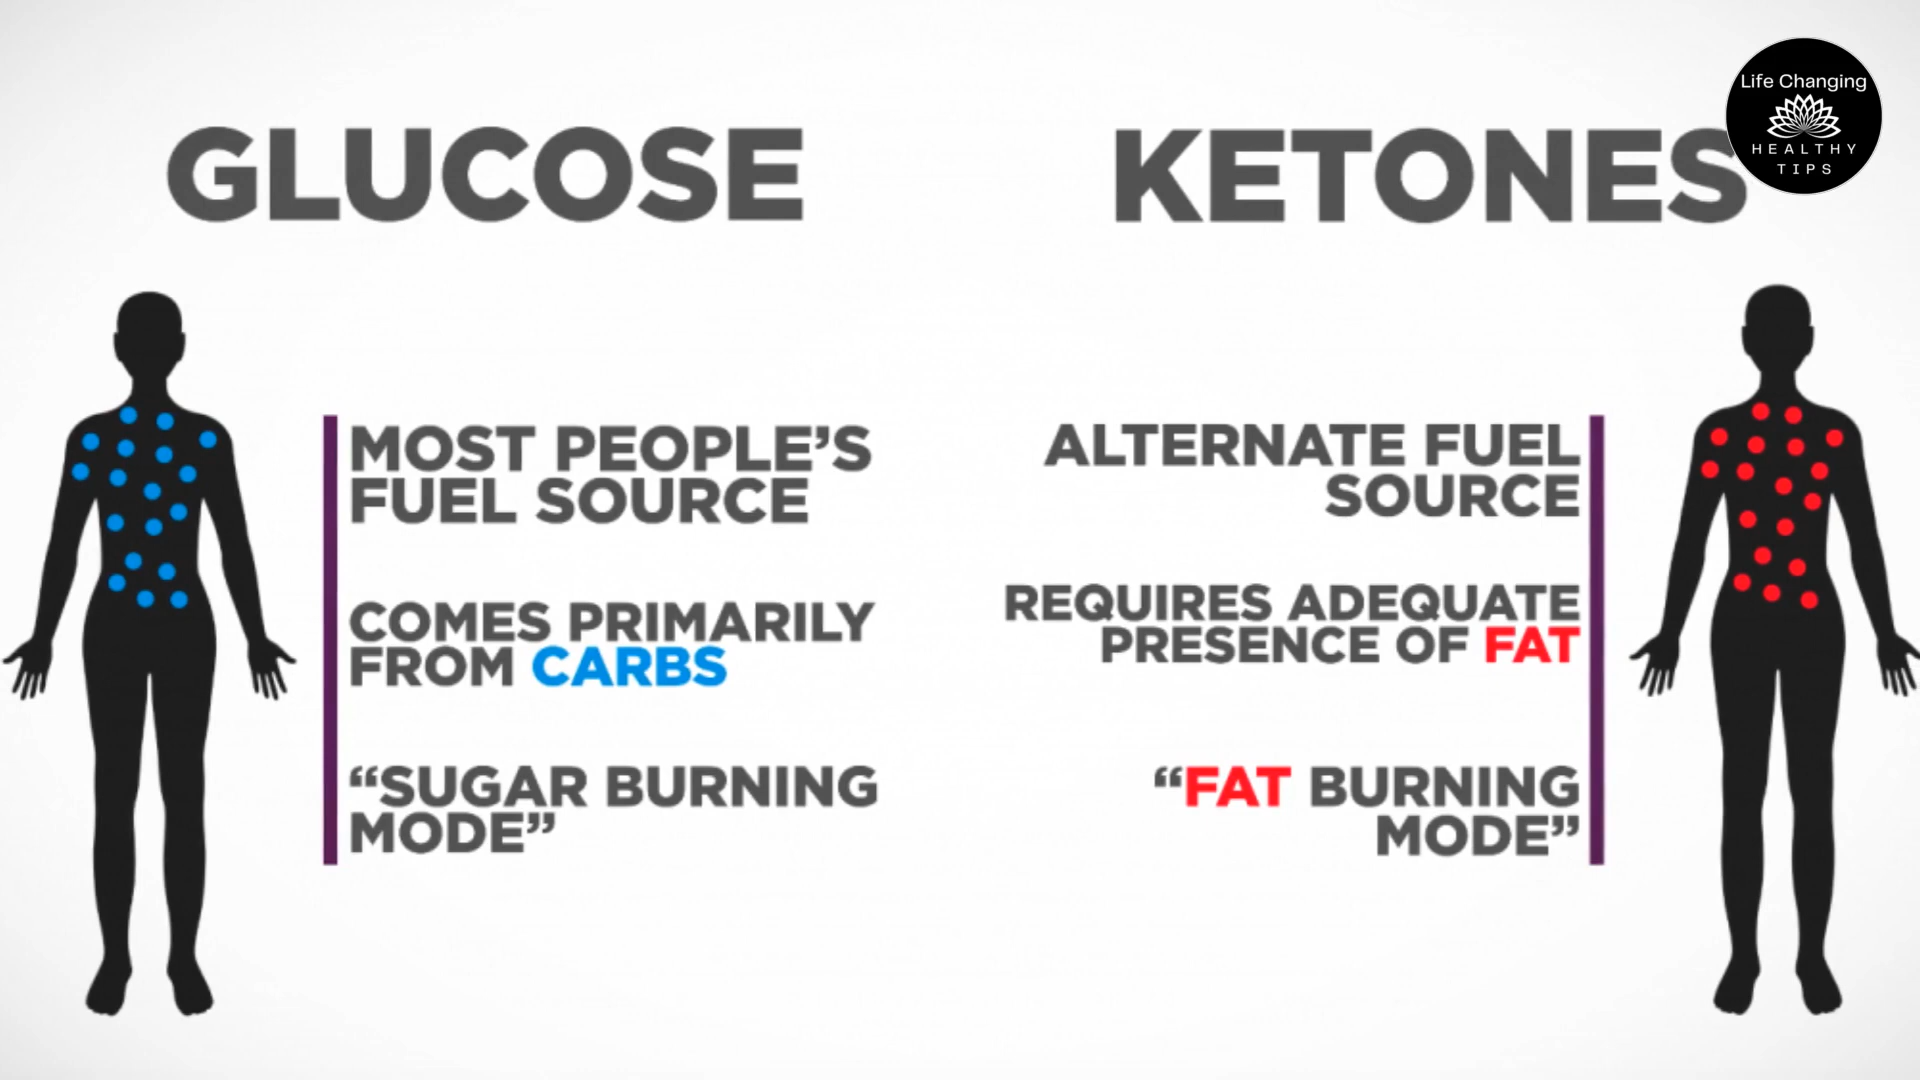 GLUCOSE
MOST PEOPLE’S
FUEL SOURCE
COMES PRIMARILY
FROM CARBS
“SUGAR BURNING
MODE”
KETONES
ALTERNATE FUEL
SOURCE
REQUIRES ADEQUATE
PRESENCE OF FAT
“FAT BURNING
MODE”
Life Changing
HEALTHY
TIPS